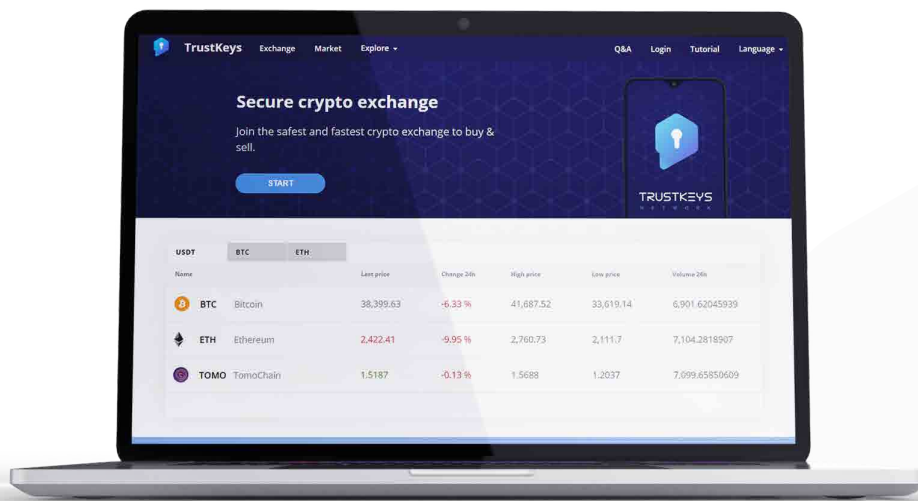 TrustKeys Exchange Market Explore Q&A Login Tutorial Language
Secure crypto exchange
Join the safest and fastest crypto exchange to buy &
sell.
START
TRUSTKEYS
NETWORK
USDT BTC ETH
Name Last price Change 24h High price Low price Volume 24h
BTC Bitcoin 38,399.63 -6.33 % 41,687.52 33,619.14 6,901.62045939
ETH Ethereum 2,422.41 -9.95 % 2,760.73 2,111.7 7,104.2818907
TOMO TomoChain 1.5187 -0.13 % 1.5688 1.2037 7,099.65850609